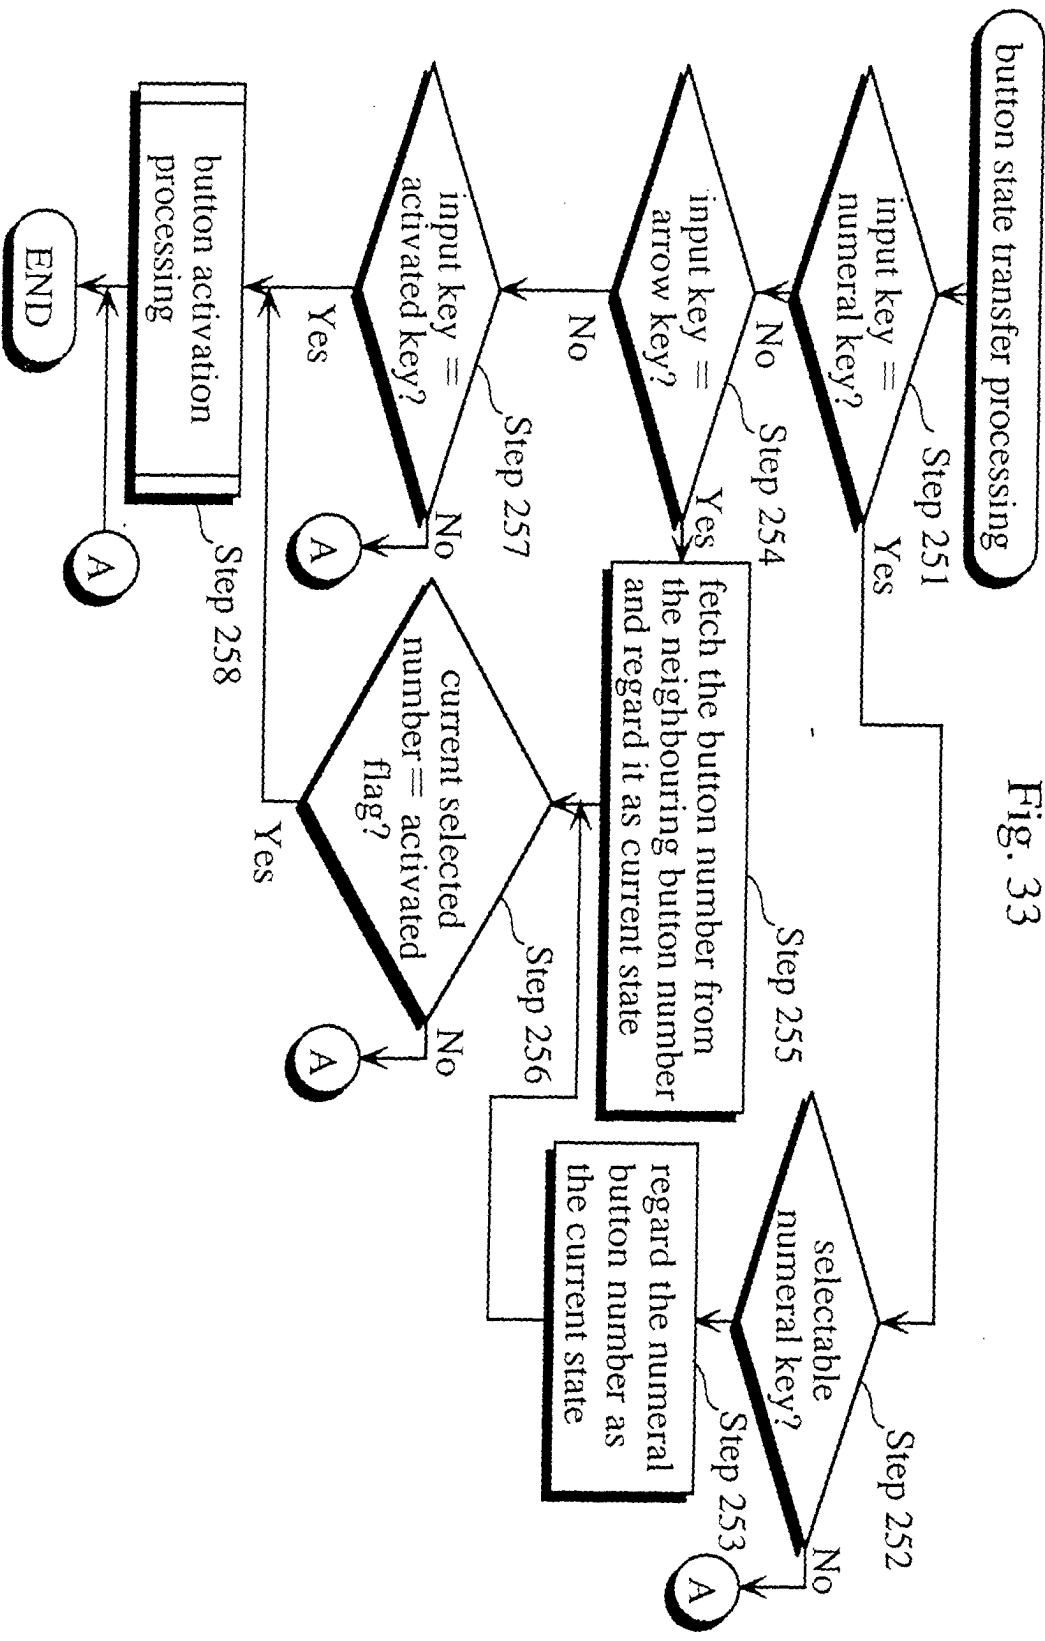 Fig. 33
button state transfer processing
input key =
numeral key?
Step 251
Yes
No
selectable
numeral key?
Step 252
No
A
regard the numeral
button number as
the current state
Step 253
input key =
arrow key?
Step 254
Yes
No
fetch the button number from
the neighbouring button number
and regard it as current state
Step 255
current selected
number= activated
flag?
Step 256
No
A
Yes
input key =
activated key?
Step 257
No
A
Yes
button activation
processing
Step 258
A
END